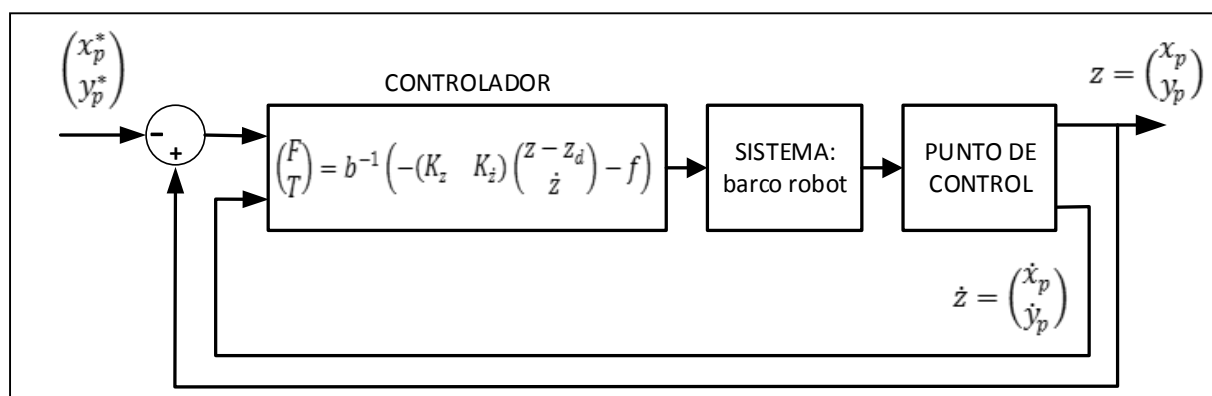 (x_p^* y_p^*)
-
+
CONTROLADOR
(F T) = b^{-1} (-(K_z K_ż) (z - z_d ż) - f)
SISTEMA:
barco robot
PUNTO DE
CONTROL
z = (x_p y_p)
ż = (ẋ_p ẏ_p)